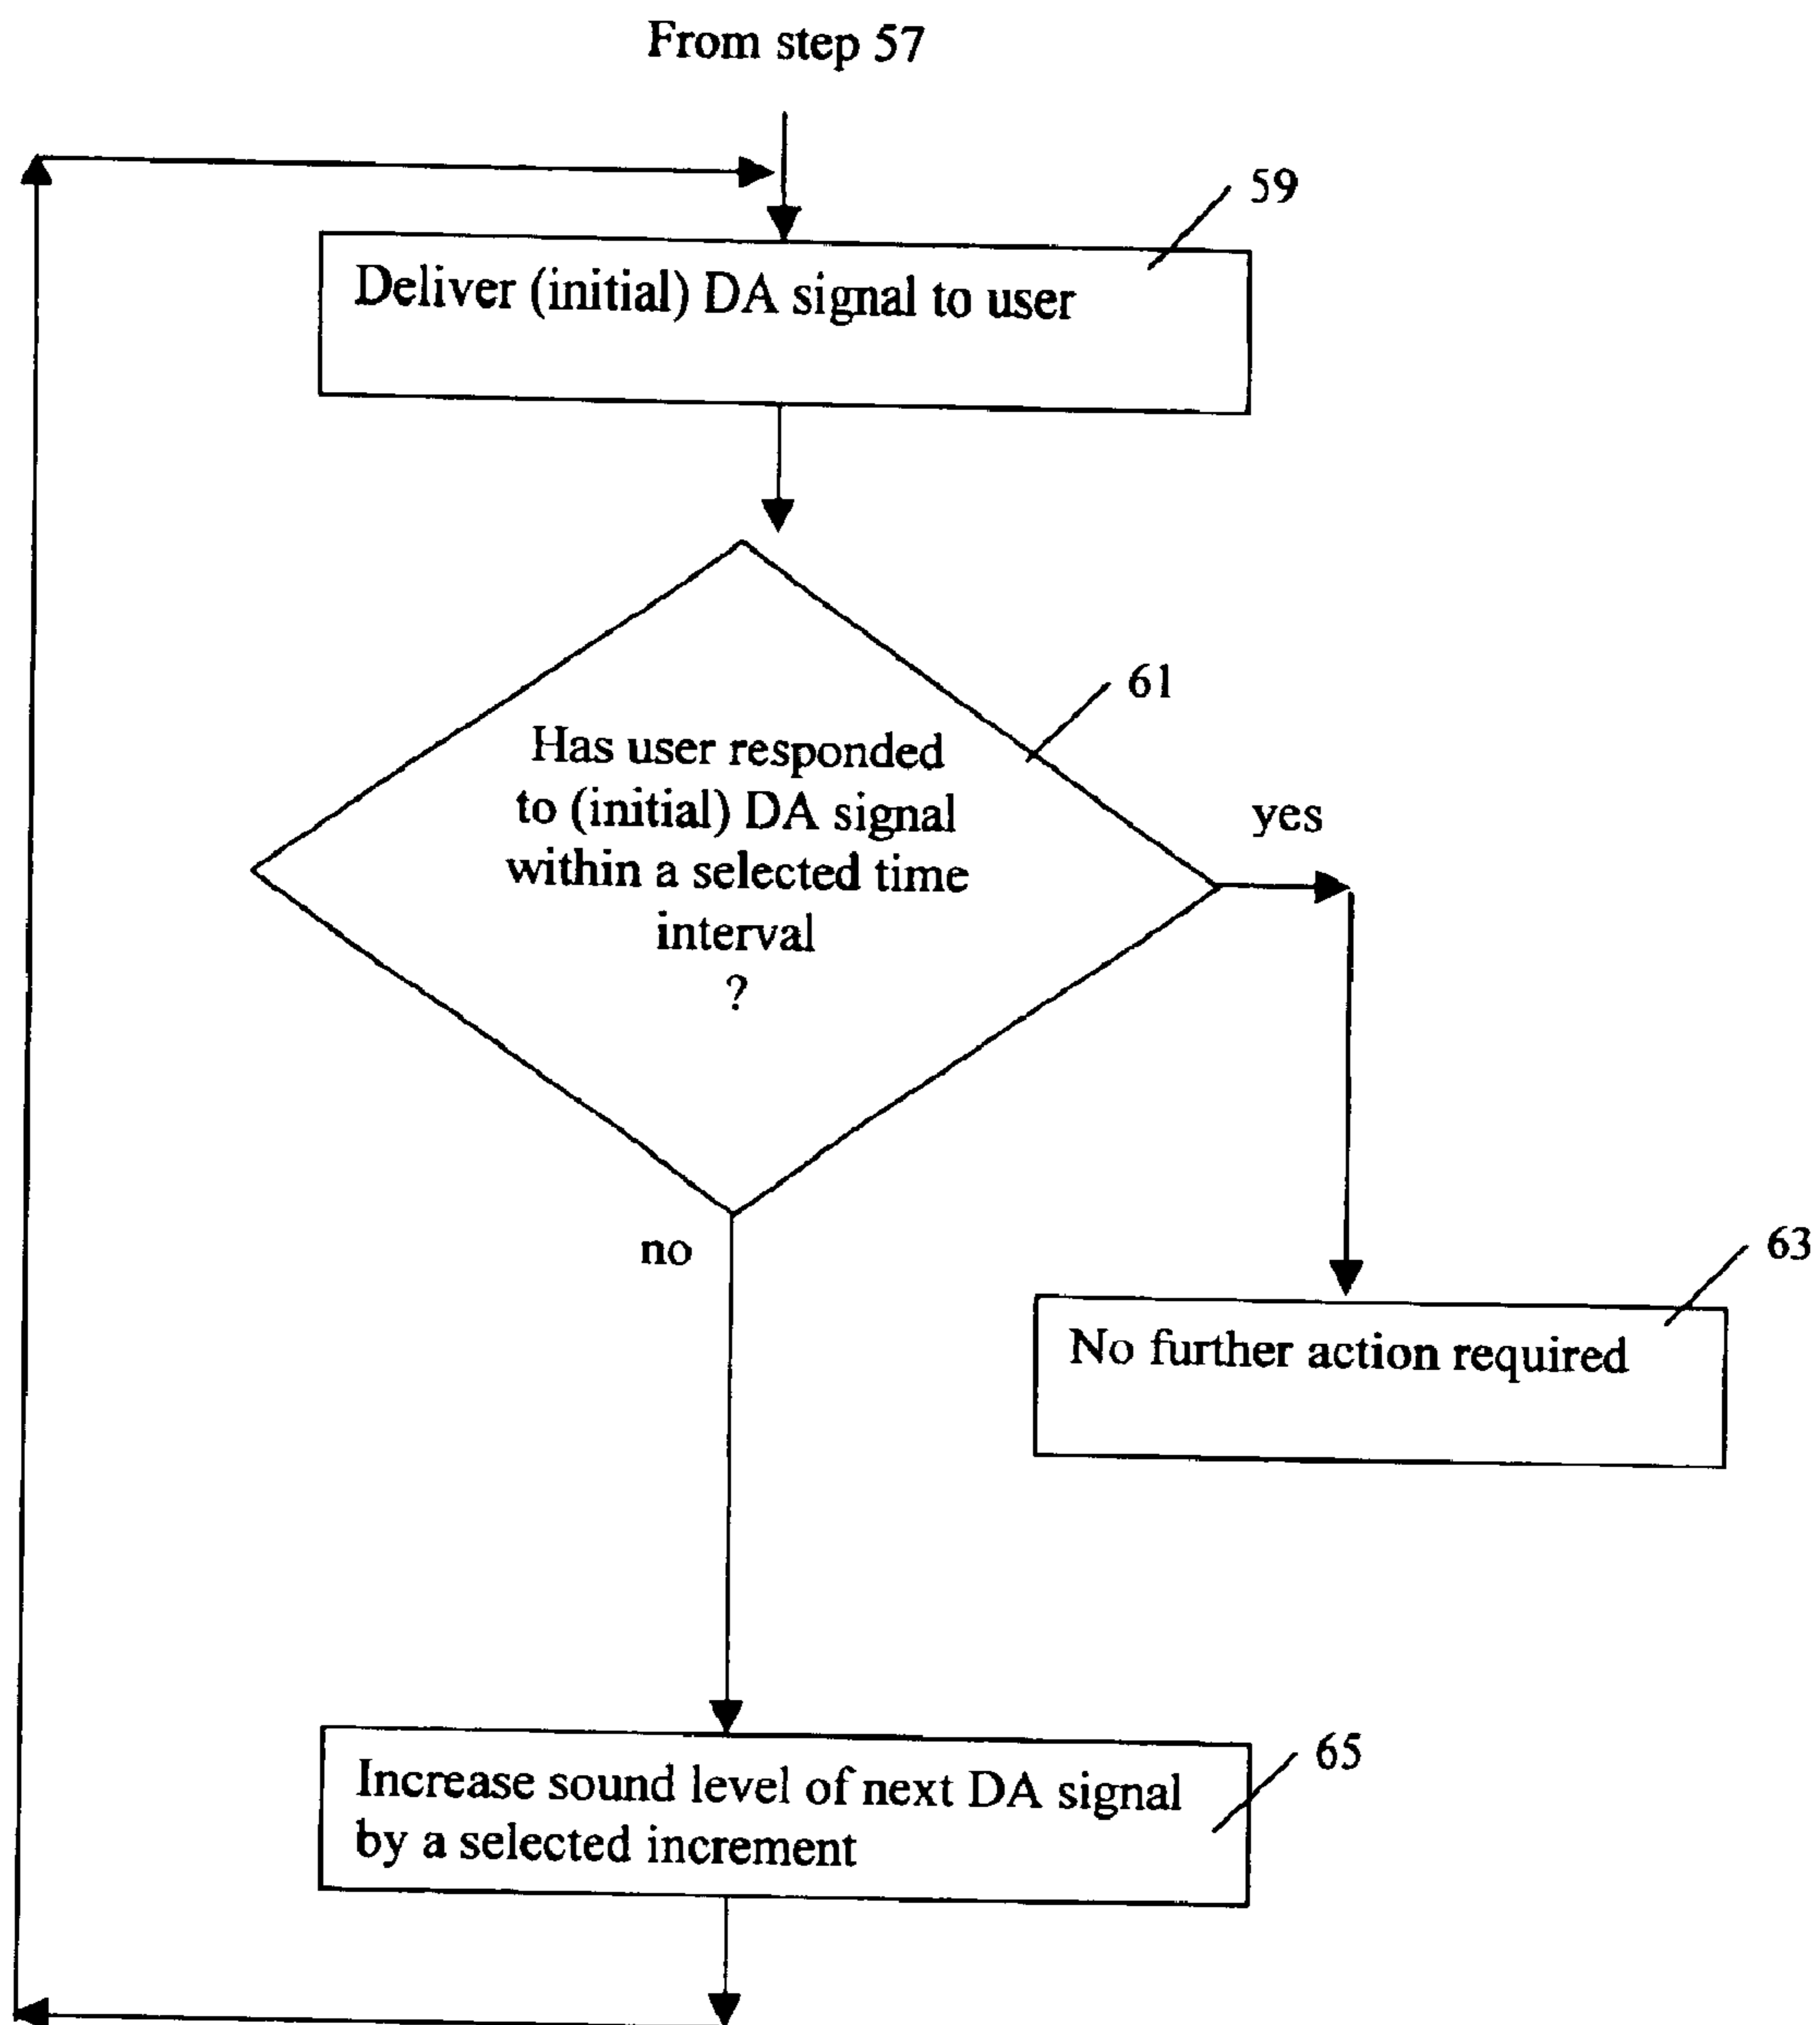 From step 57
59
Deliver (initial) DA signal to user
61
Has user responded
to (initial) DA signal
within a selected time
interval
?
yes
no
63
No further action required
65
Increase sound level of next DA signal
by a selected increment